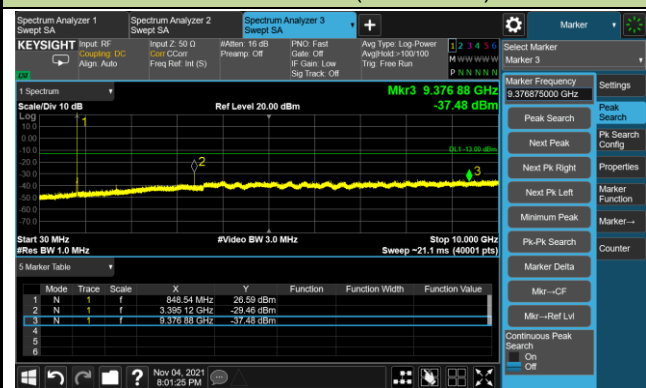 Spectrum Analyzer 1
Swept SA
Spectrum Analyzer 2
Swept SA
Spectrum Analyzer 3
Swept SA
Marker
KEYSIGHT
Input: RF
Coupling: DC
Align: Auto
Input Z: 50 Ω
Corr CCorr
Freq Ref: Int (S)
#Atten: 16 dB
Preamp: Off
PNO: Fast
Gate: Off
IF Gain: Low
Sig Track: Off
Avg Type: Log-Power
Avg|Hold:>100/100
Trig: Free Run
1 2 3 4 5 6
M W W W W W
P N N N N N
LXI
Select Marker
Marker 3
1 Spectrum
Scale/Div 10 dB
Ref Level 20.00 dBm
Mkr3 9.376 88 GHz
-37.48 dBm
Log
10.0
0.00
-10.0
-20.0
-30.0
-40.0
-50.0
-60.0
-70.0
1
2
3
DL1 -13.00 dBm
Start 30 MHz
#Res BW 1.0 MHz
#Video BW 3.0 MHz
Stop 10.000 GHz
Sweep ~21.1 ms (40001 pts)
5 Marker Table
Mode Trace Scale X Y Function Function Width Function Value
1 N 1 f 848.54 MHz 26.59 dBm
2 N 1 f 3.395 12 GHz -29.46 dBm
3 N 1 f 9.376 88 GHz -37.48 dBm
4
5
6
Marker Frequency
9.376875000 GHz
Peak Search
Next Peak
Next Pk Right
Next Pk Left
Minimum Peak
Pk-Pk Search
Marker Delta
Mkr→CF
Mkr→Ref Lvl
Continuous Peak
Search
On
Off
Settings
Peak
Search
Pk Search
Config
Properties
Marker
Function
Marker→
Counter
Nov 04, 2021
8:01:25 PM